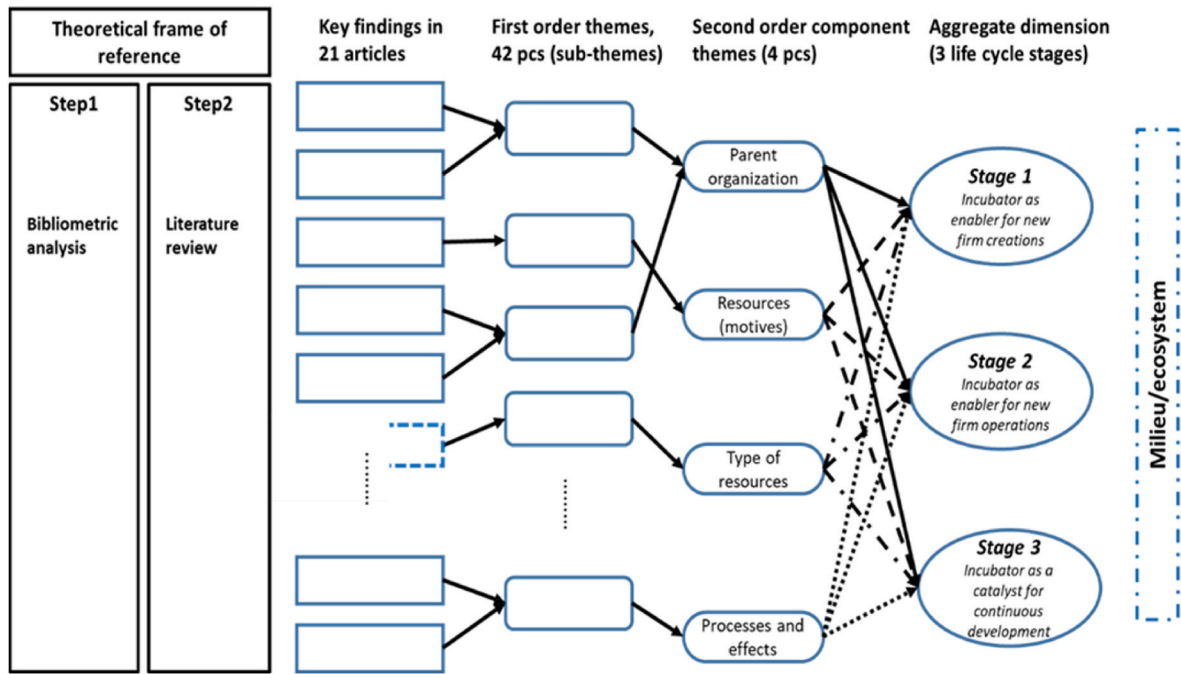 Theoretical frame of
reference
Step1
Bibliometric
analysis
Step2
Literature
review
Key findings in
21 articles
First order themes,
42 pcs (sub-themes)
Second order component
themes (4 pcs)
Aggregate dimension
(3 life cycle stages)
Parent
organization
Resources
(motives)
Type of
resources
Processes and
effects
Stage 1
Incubator as
enabler for new
firm creations
Stage 2
Incubator as
enabler for new
firm operations
Stage 3
Incubator as a
catalyst for
continuous
development
Milieu/ecosystem